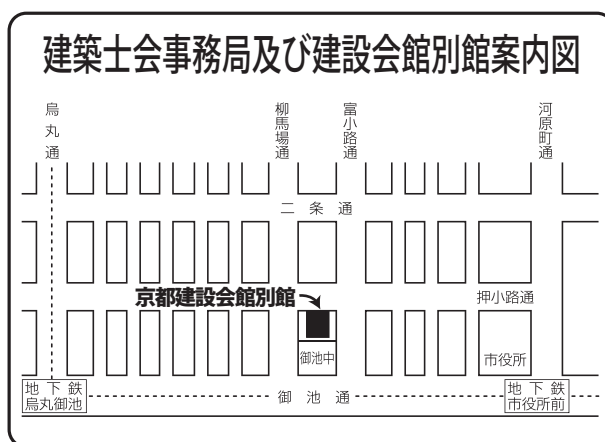 建築士会事務局及び建設会館別館案内図
烏丸通
柳馬場通
富小路通
河原町通
二条通
京都建設会館別館
押小路通
御池中
市役所
地下鉄
烏丸御池
御池通
地下鉄
市役所前